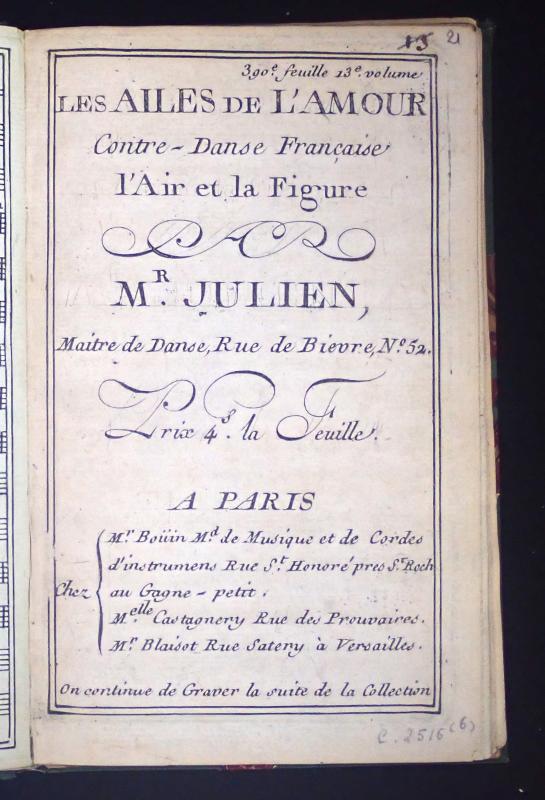 15 21
390e. feuille 13e. volume
LES AILES DE L'AMOUR
Contre - Danse Française
l'Air et la Figure
PAR
MR. JULIEN,
Maitre de Danse, Rue de Bievre, No. 52.
Prix 4s. la Feuille.
A PARIS
Chez
Mr. Boüin Md. de Musique et de Cordes
d'instrumens Rue St. Honoré pres St. Roch
au Gagne - petit.
Melle. Castagnery Rue des Prouvaires.
Mr. Blaisot Rue Satery à Versailles.
On continue de Graver la suite de la Collection
C. 2516 (6)